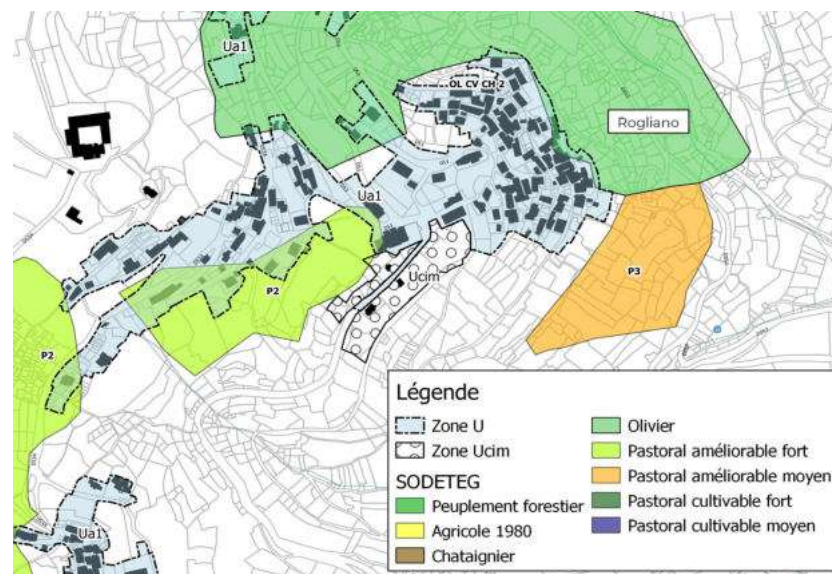 Ua1
OL CV CH 2
Rogliano
Ua1
Ucim
P2
P3
P2
Ua1
Légende
Zone U
Zone Ucim
SODETEG
Peuplement forestier
Agricole 1980
Chataignier
Olivier
Pastoral améliorable fort
Pastoral améliorable moyen
Pastoral cultivable fort
Pastoral cultivable moyen